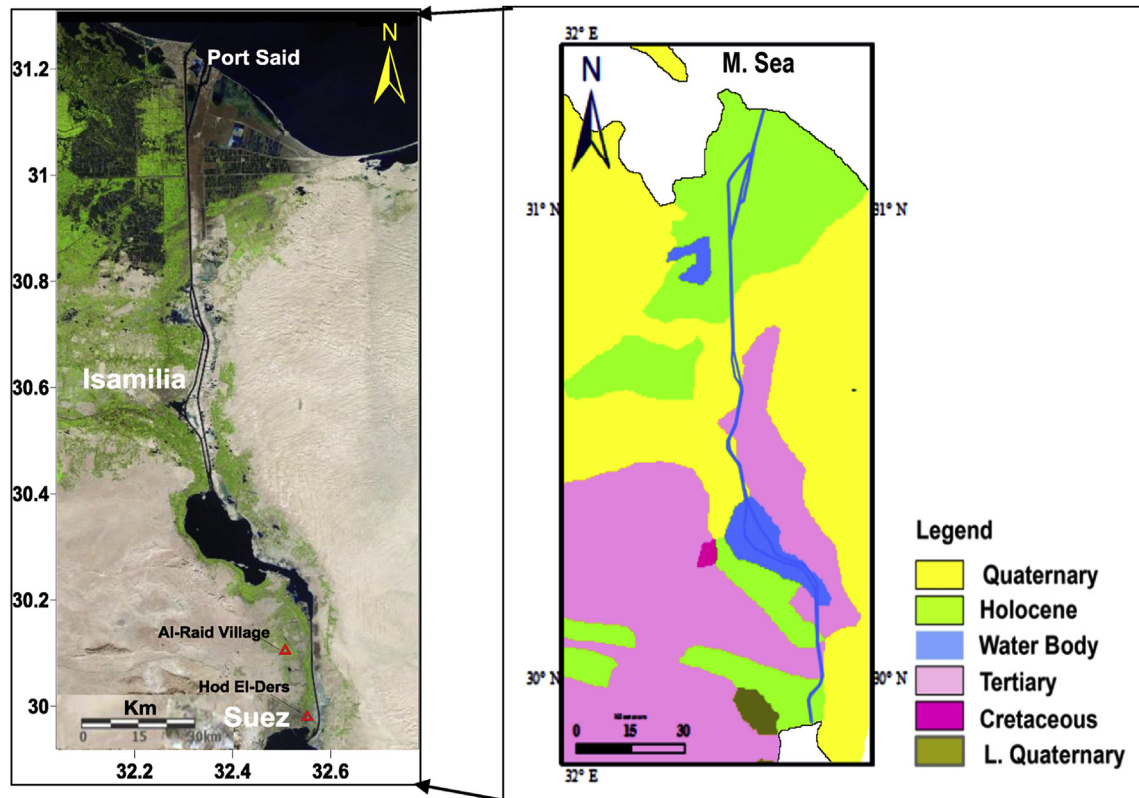 Port Said
N
31.2
31
30.8
30.6
30.4
30.2
30
Isamilia
Al-Raid Village
Hod El-Ders
Suez
Km
0 15 30km
32.2 32.4 32.6
32° E
M. Sea
N
31° N
31° N
30° N
30° N
0 15 30
32° E
Legend
Quaternary
Holocene
Water Body
Tertiary
Cretaceous
L. Quaternary